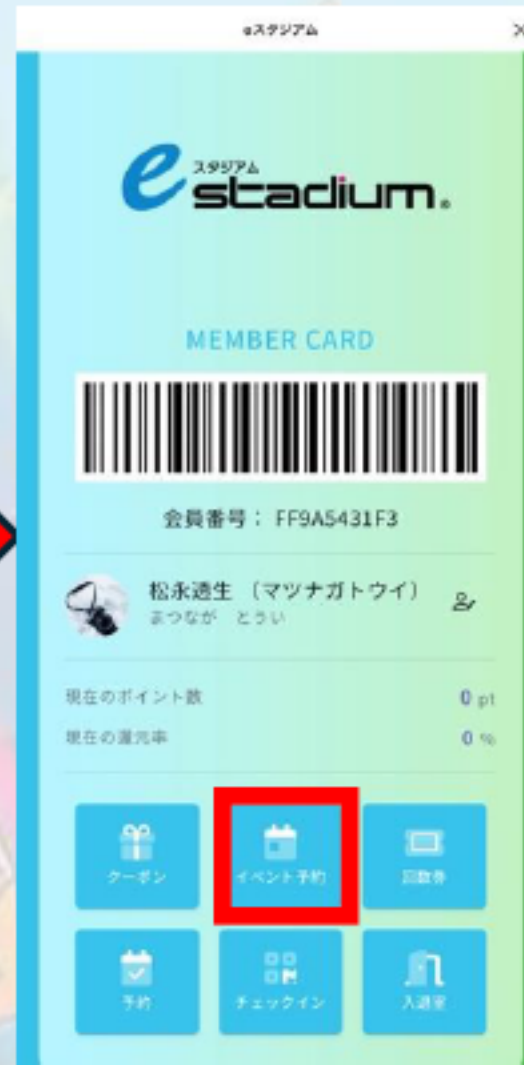 eスタジアム
スタジアム
e stadium®
MEMBER CARD
会員番号： FF9A5431F3
松永透生 （マツナガトウイ）
まつなが とうい
現在のポイント数 0 pt
現在の還元率 0 %
クーポン
イベント予約
回数券
予約
チェックイン
入退室